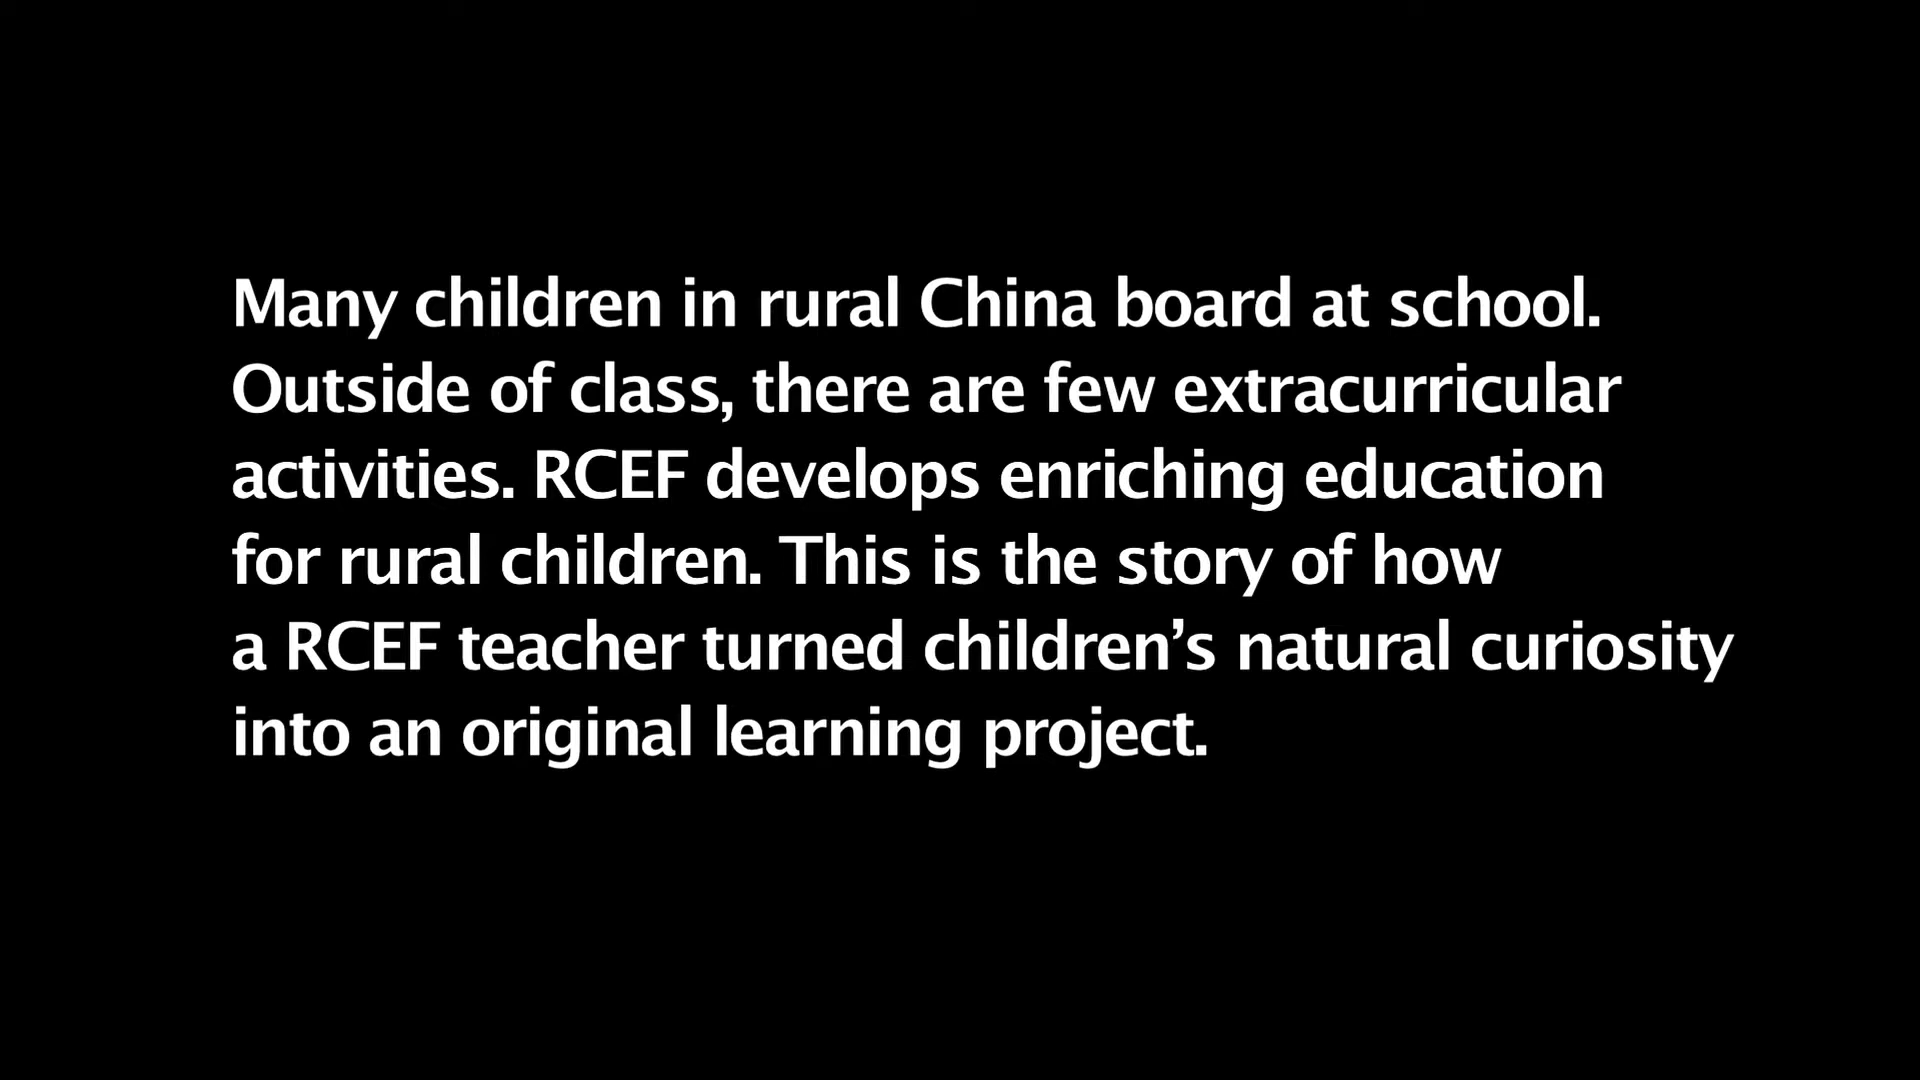 Many children in rural China board at school.
Outside of class, there are few extracurricular
activities. RCEF develops enriching education
for rural children. This is the story of how
a RCEF teacher turned children’s natural curiosity
into an original learning project.